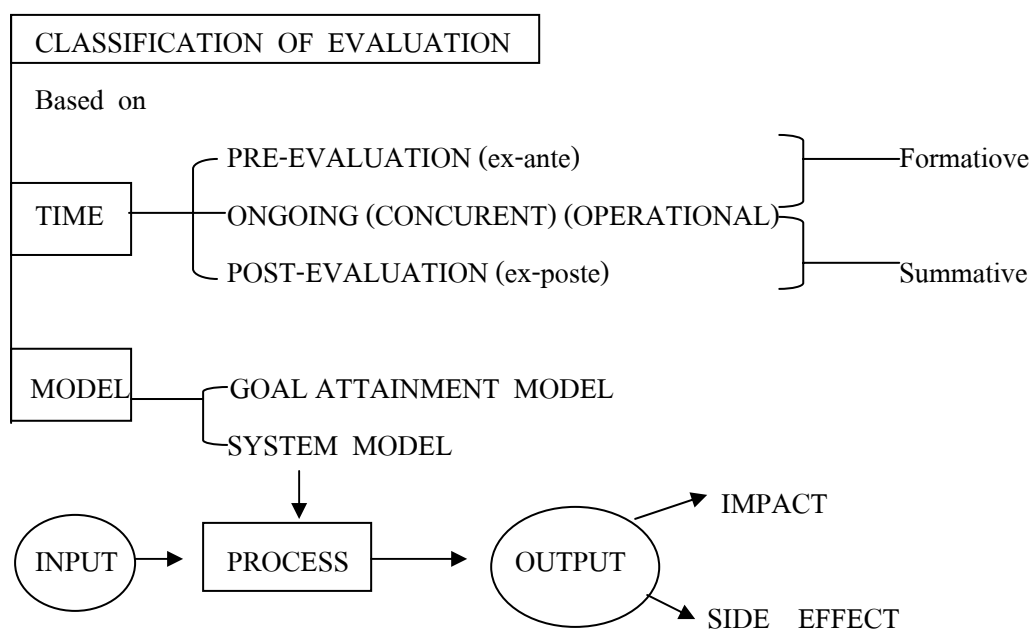 CLASSIFICATION OF EVALUATION
Based on
PRE-EVALUATION (ex-ante)
Formatiove
TIME
ONGOING (CONCURENT) (OPERATIONAL)
POST-EVALUATION (ex-poste)
Summative
MODEL
GOAL ATTAINMENT MODEL
SYSTEM MODEL
IMPACT
INPUT
PROCESS
OUTPUT
SIDE EFFECT